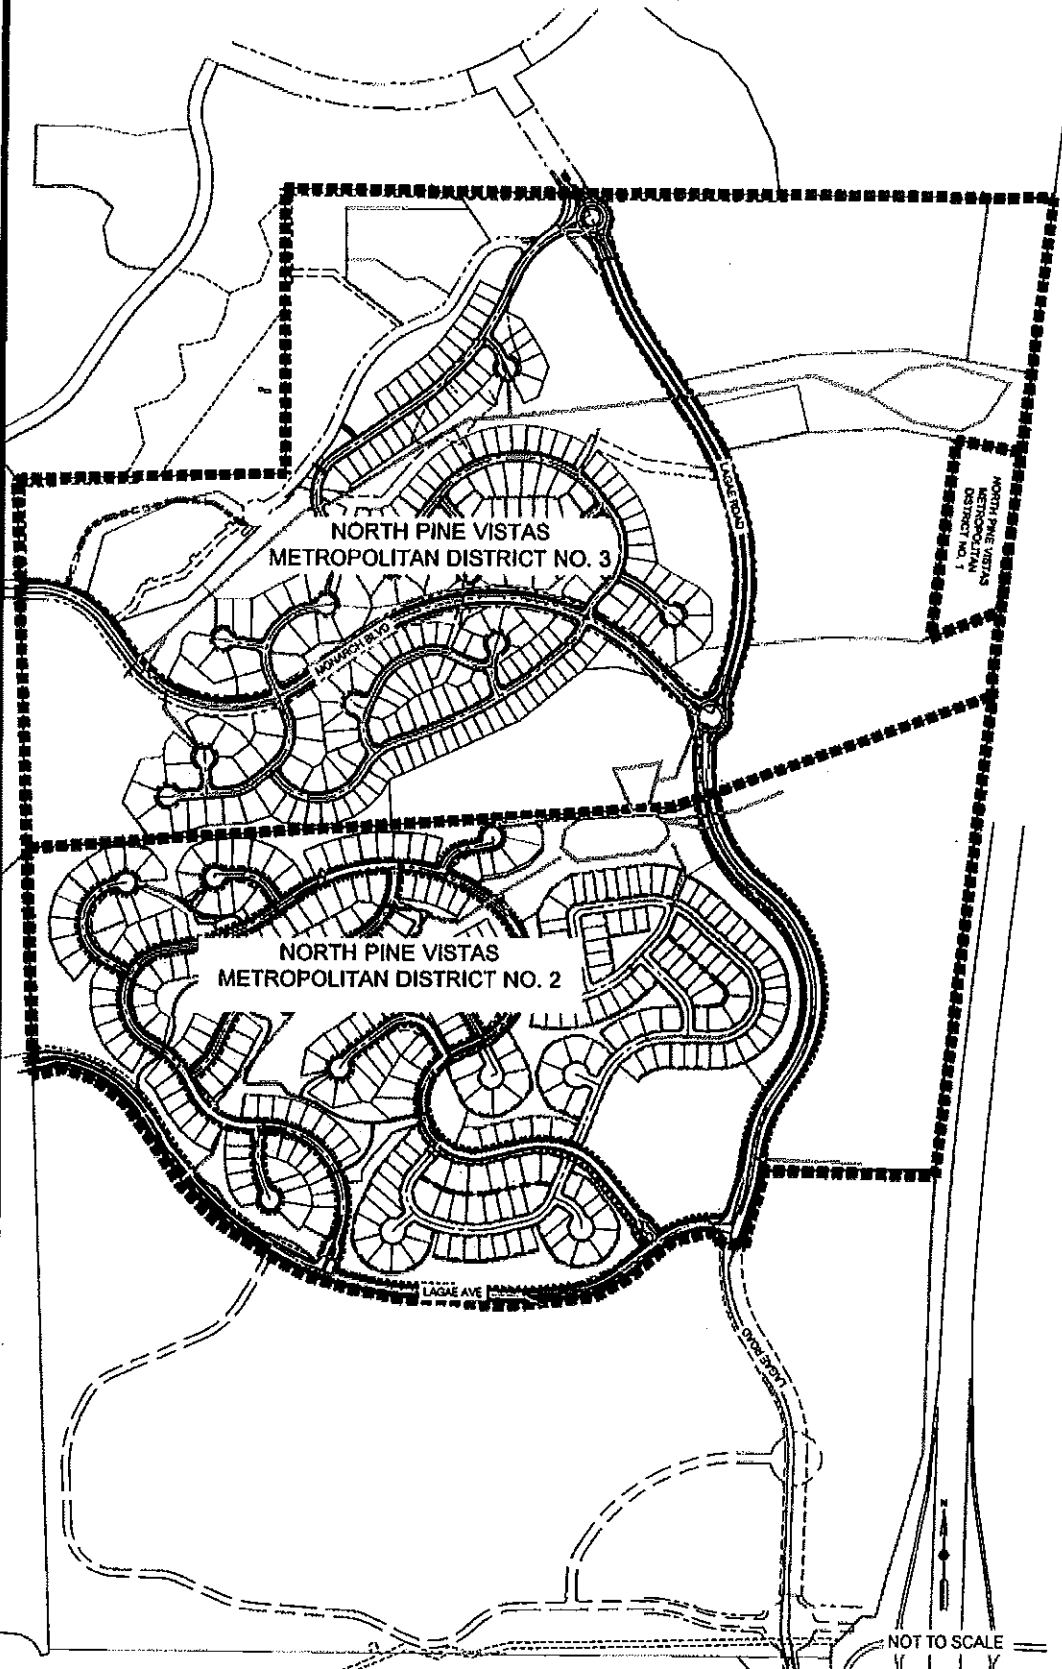 LAGAE ROAD
NORTH PINE VISTAS
METROPOLITAN
DISTRICT NO. 1
NORTH PINE VISTAS
METROPOLITAN DISTRICT NO. 3
MONARCH BLVD
NORTH PINE VISTAS
METROPOLITAN DISTRICT NO. 2
LAGAE AVE
LAGAE ROAD
N
NOT TO SCALE